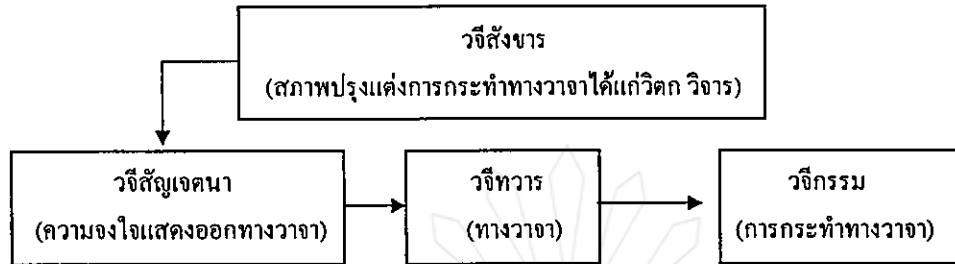 วจีสังขาร
(สภาพปรุงแต่งการกระทำทางวาจาได้แก่วิตก วิจาร)
วจีสัญเจตนา
(ความจงใจแสดงออกทางวาจา)
วจีทวาร
(ทางวาจา)
วจีกรรม
(การกระทำทางวาจา)